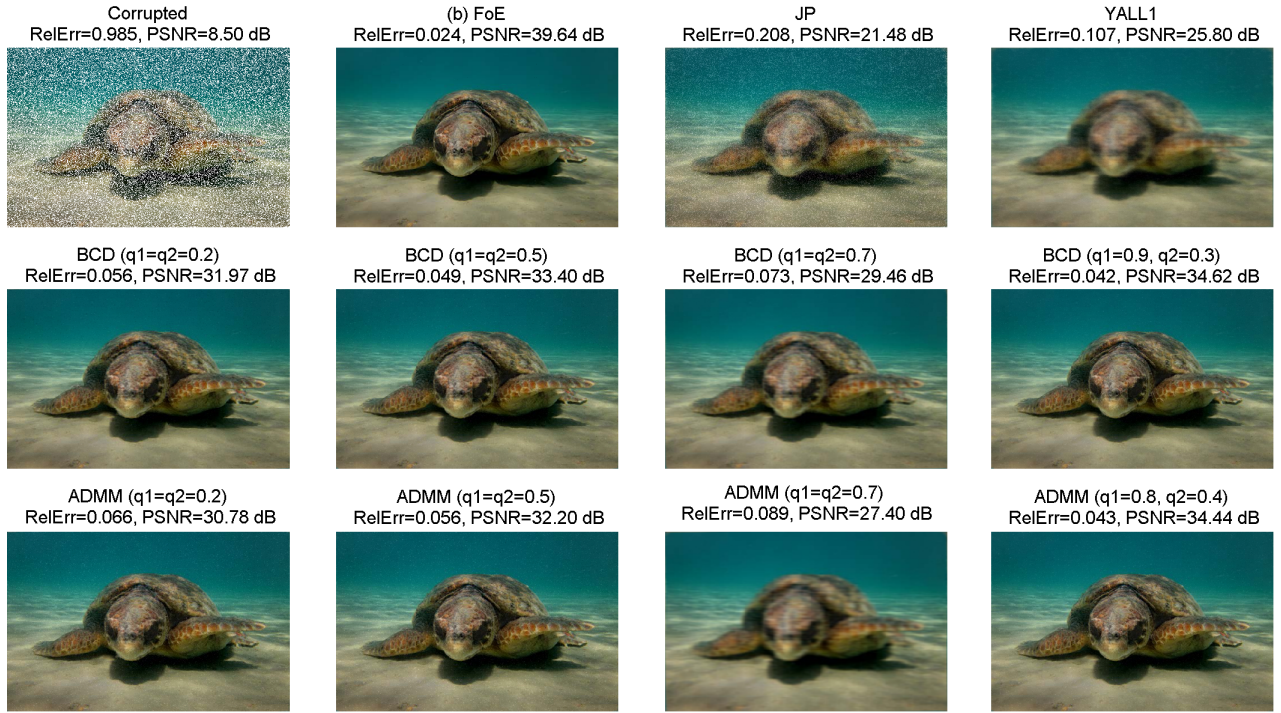 Corrupted
RelErr=0.985, PSNR=8.50 dB
(b) FoE
RelErr=0.024, PSNR=39.64 dB
JP
RelErr=0.208, PSNR=21.48 dB
YALL1
RelErr=0.107, PSNR=25.80 dB
BCD (q1=q2=0.2)
RelErr=0.056, PSNR=31.97 dB
BCD (q1=q2=0.5)
RelErr=0.049, PSNR=33.40 dB
BCD (q1=q2=0.7)
RelErr=0.073, PSNR=29.46 dB
BCD (q1=0.9, q2=0.3)
RelErr=0.042, PSNR=34.62 dB
ADMM (q1=q2=0.2)
RelErr=0.066, PSNR=30.78 dB
ADMM (q1=q2=0.5)
RelErr=0.056, PSNR=32.20 dB
ADMM (q1=q2=0.7)
RelErr=0.089, PSNR=27.40 dB
ADMM (q1=0.8, q2=0.4)
RelErr=0.043, PSNR=34.44 dB